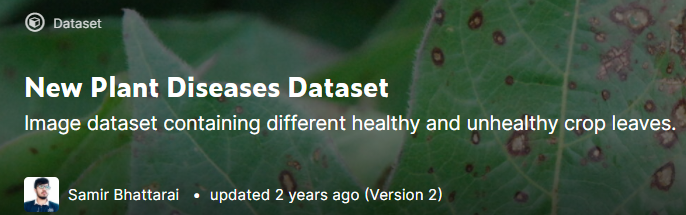 Dataset
New Plant Diseases Dataset
Image dataset containing different healthy and unhealthy crop leaves.
Samir Bhattarai • updated 2 years ago (Version 2)